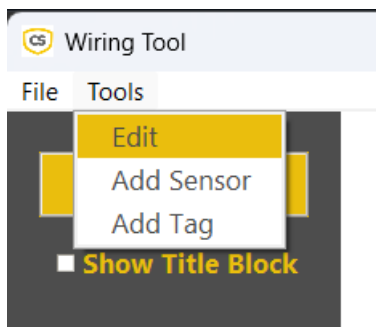 CS Wiring Tool
File Tools
Edit
Add Sensor
Add Tag
Show Title Block